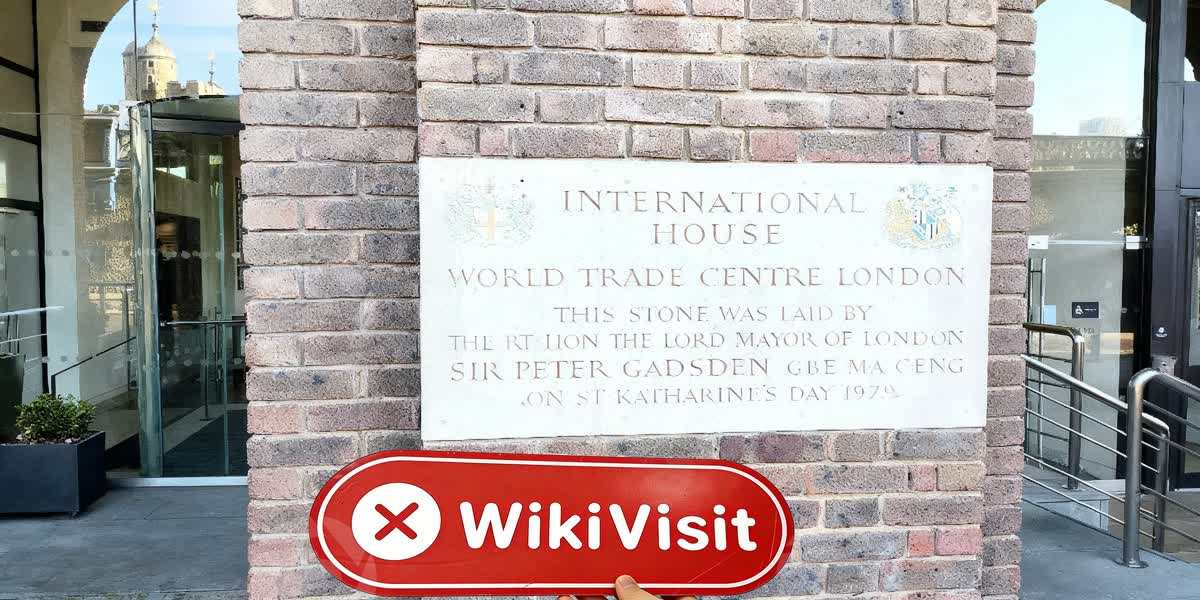 INTERNATIONAL
HOUSE
WORLD TRADE CENTRE LONDON
THIS STONE WAS LAID BY
THE RT HON THE LORD MAYOR OF LONDON
SIR PETER GADSDEN GBE MA CENG
ON ST KATHARINE'S DAY 1979
WikiVisit